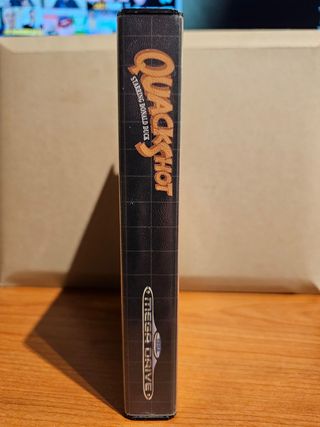 QUACKSHOT
STARRING DONALD DUCK
SEGA
MEGA DRIVE